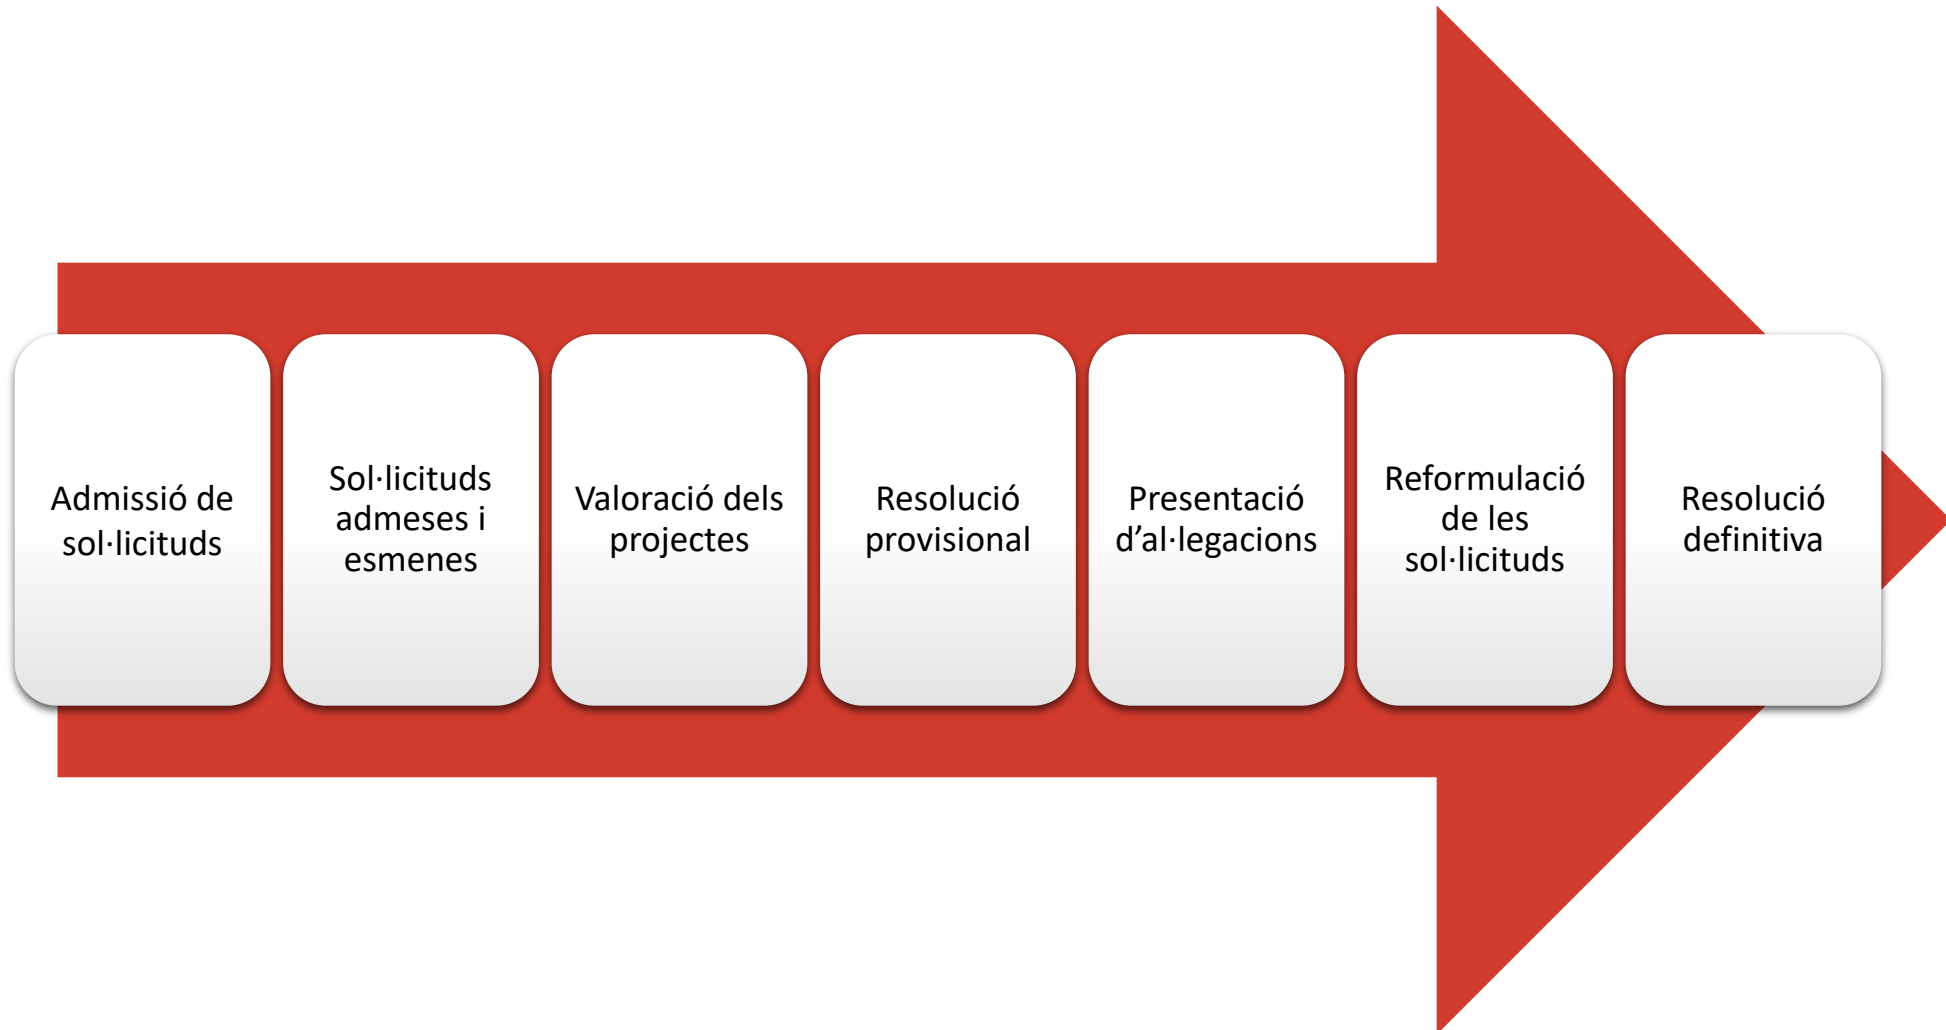 Admissió de
sol·licituds
Sol·licituds
admeses i
esmenes
Valoració dels
projectes
Resolució
provisional
Presentació
d’al·legacions
Reformulació
de les
sol·licituds
Resolució
definitiva